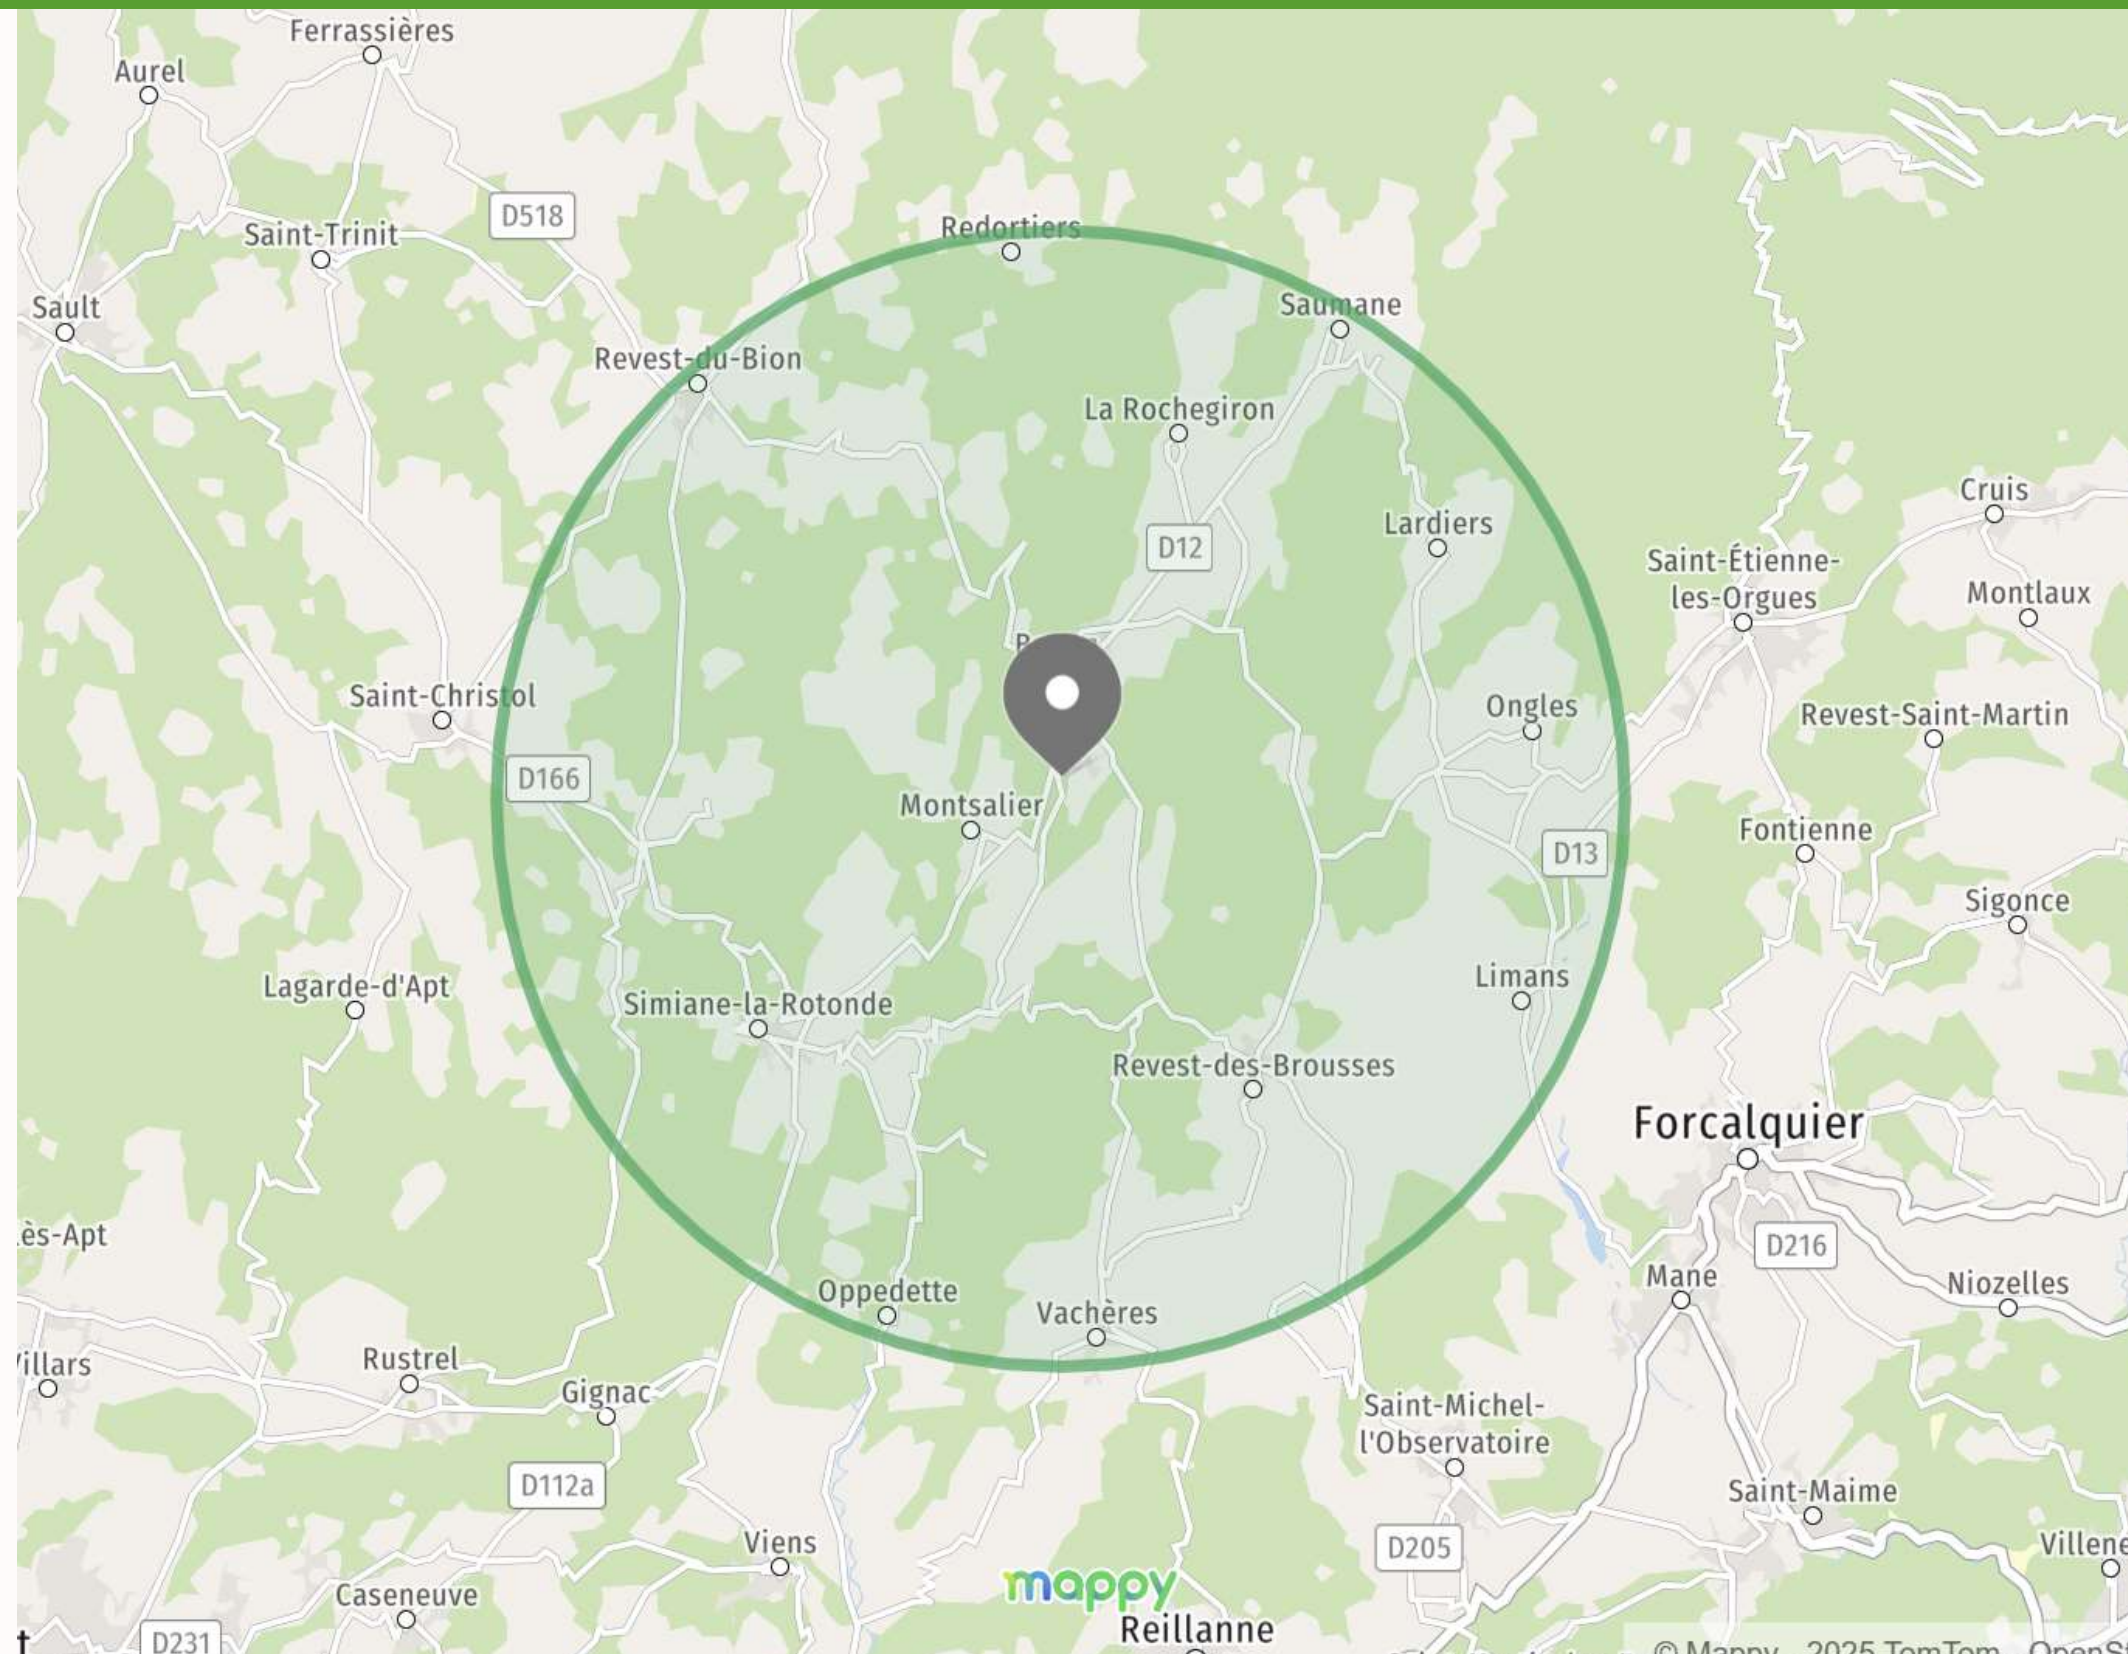 Ferrassières
Aurel
D518
Redortiers
Saint-Trinit
Sault
Saumane
Revest-du-Bion
La Rochegiron
Cruis
Lardiers
D12
Saint-Étienne-
les-Orgues
Montlaux
Saint-Christol
Ongles
Revest-Saint-Martin
D166
Montsalier
Fontienne
D13
Sigonce
Limans
Lagarde-d'Apt
Simiane-la-Rotonde
Revest-des-Brousses
Forcalquier
ès-Apt
D216
Mane
Niozelles
Oppedette
Vachères
Rustrel
illars
Gignac
Saint-Michel-
l'Observatoire
D112a
Saint-Maime
Viens
D205
Villene
mappy
Caseneuve
Reillanne
D231
t
© Mappy - 2025 TomTom - OpenSt